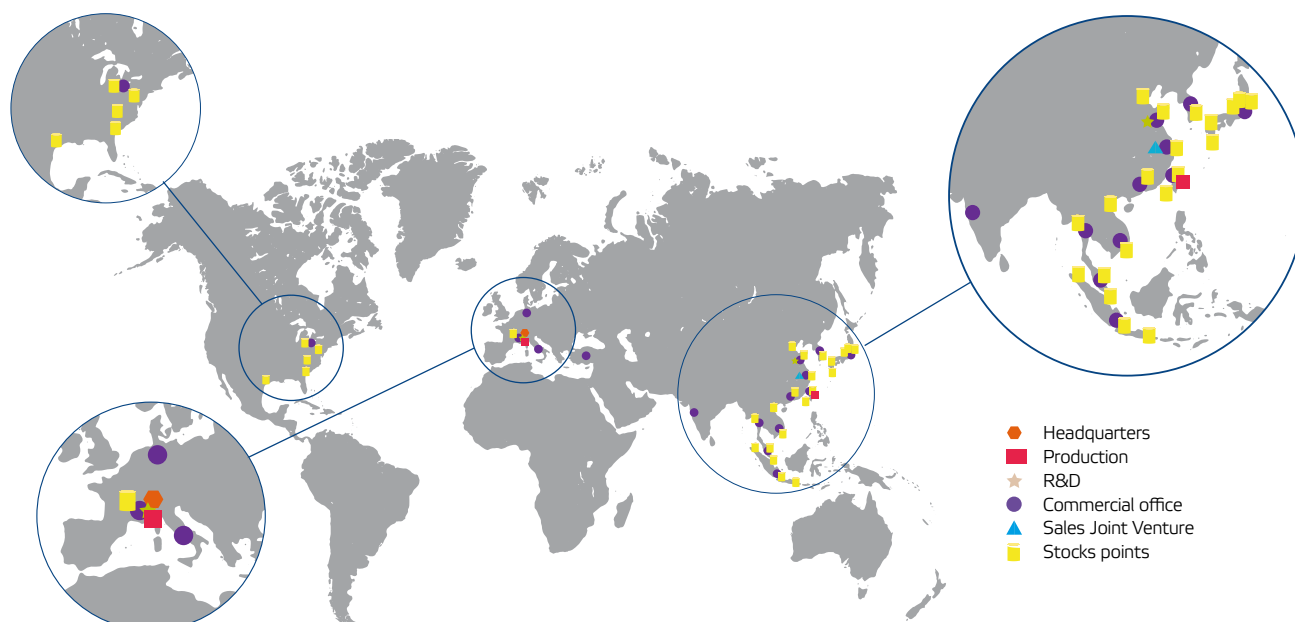 Headquarters
Production
R&D
Commercial office
Sales Joint Venture
Stocks points